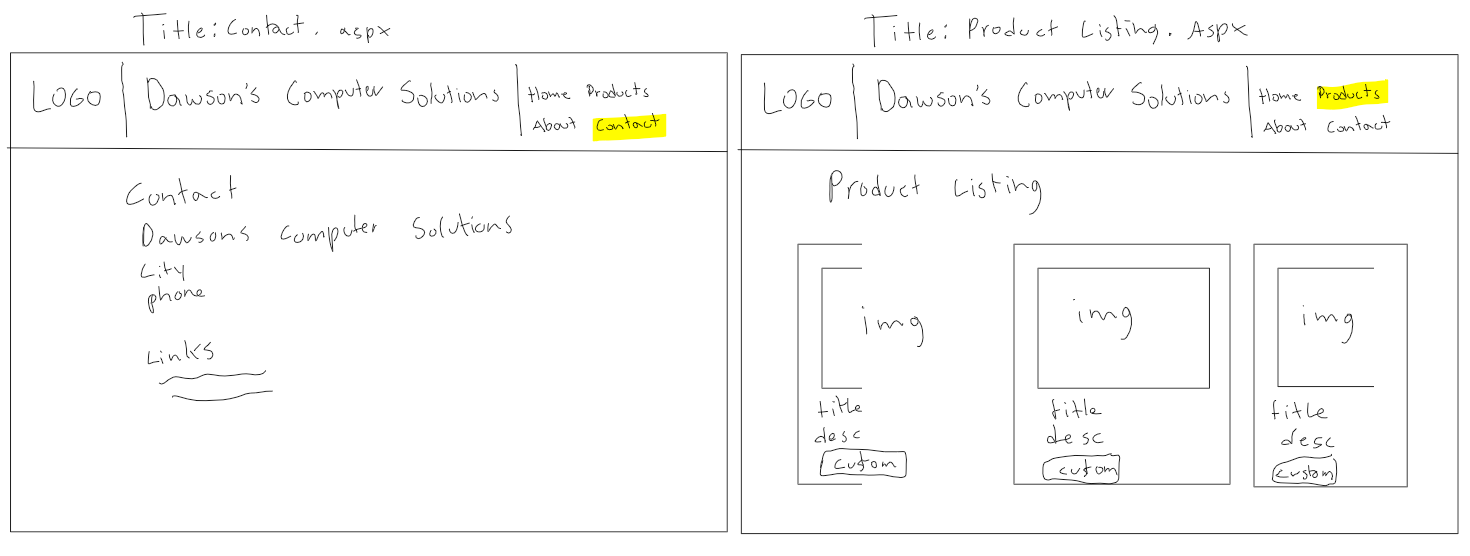 Title: Contact. aspx
LOGO Dawson's Computer Solutions Home Products
About Contact
Contact
Dawsons Computer Solutions
City
phone
Links
Title: Product Listing. Aspx
LOGO Dawson's Computer Solutions Home Products
About Contact
Product Listing
img img img
title title title
desc desc desc
custom custom custom